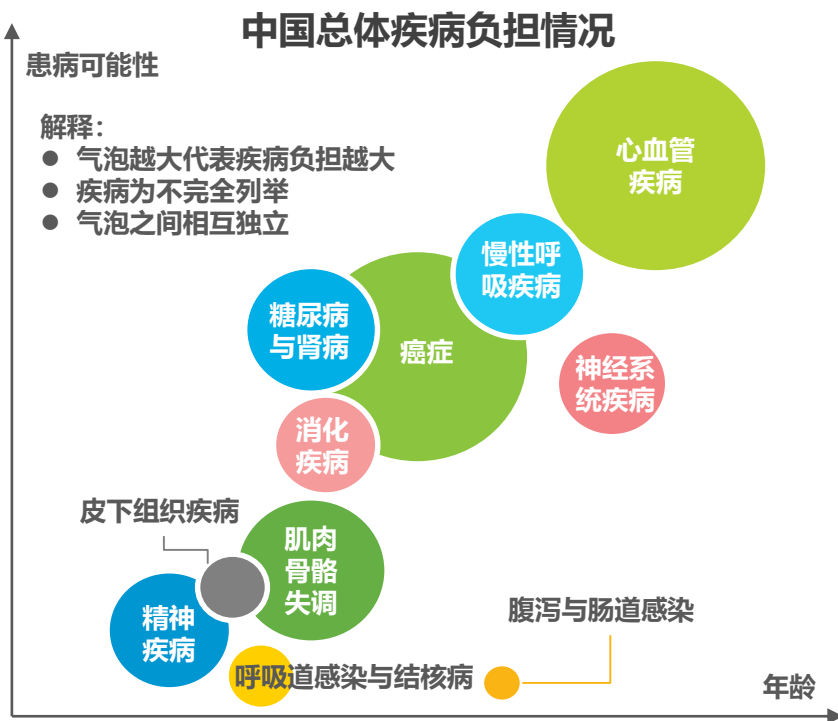 中国总体疾病负担情况
患病可能性
解释：
● 气泡越大代表疾病负担越大
● 疾病为不完全列举
● 气泡之间相互独立
心血管
疾病
慢性呼
吸疾病
糖尿病
与肾病
癌症
神经系
统疾病
消化
疾病
皮下组织疾病
肌肉
骨骼
失调
精神
疾病
腹泻与肠道感染
呼吸道感染与结核病
年龄